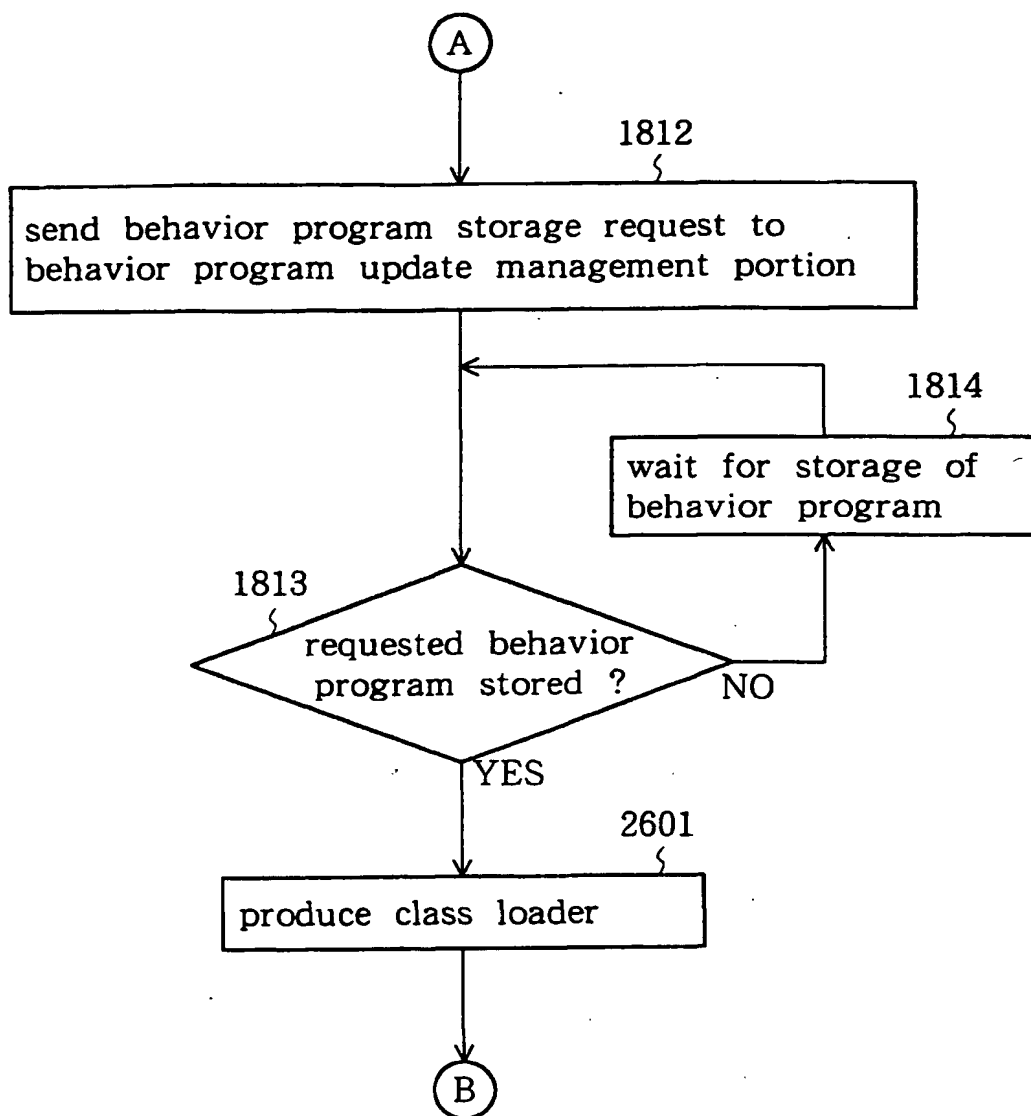 A
1812
send behavior program storage request to
behavior program update management portion
1814
wait for storage of
behavior program
1813
requested behavior
program stored ?
NO
YES
2601
produce class loader
B